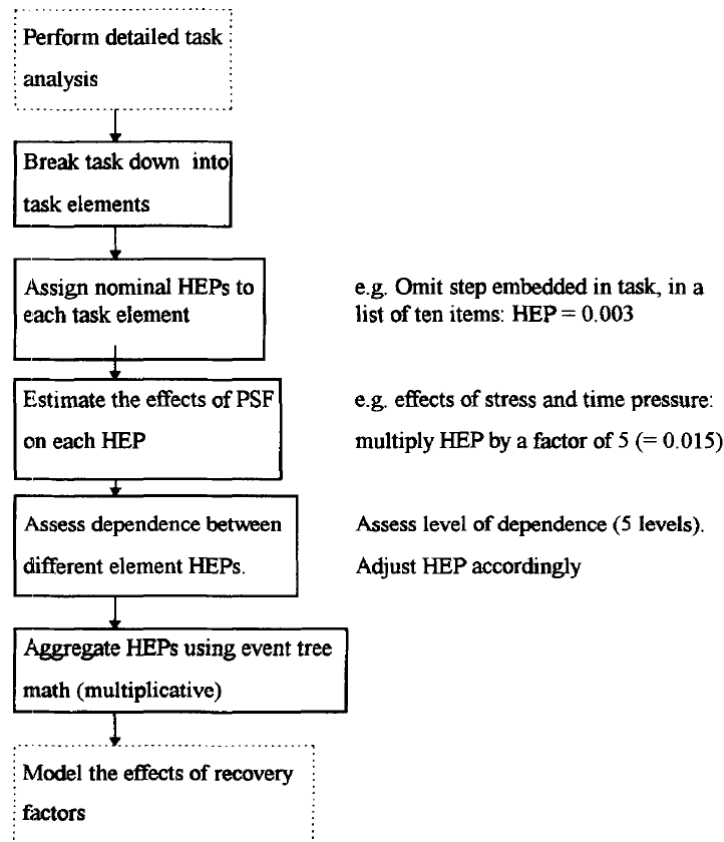 Perform detailed task
analysis
Break task down into
task elements
Assign nominal HEPs to
each task element
e.g. Omit step embedded in task, in a
list of ten items: HEP = 0.003
Estimate the effects of PSF
on each HEP
e.g. effects of stress and time pressure:
multiply HEP by a factor of 5 (= 0.015)
Assess dependence between
different element HEPs.
Assess level of dependence (5 levels).
Adjust HEP accordingly
Aggregate HEPs using event tree
math (multiplicative)
Model the effects of recovery
factors